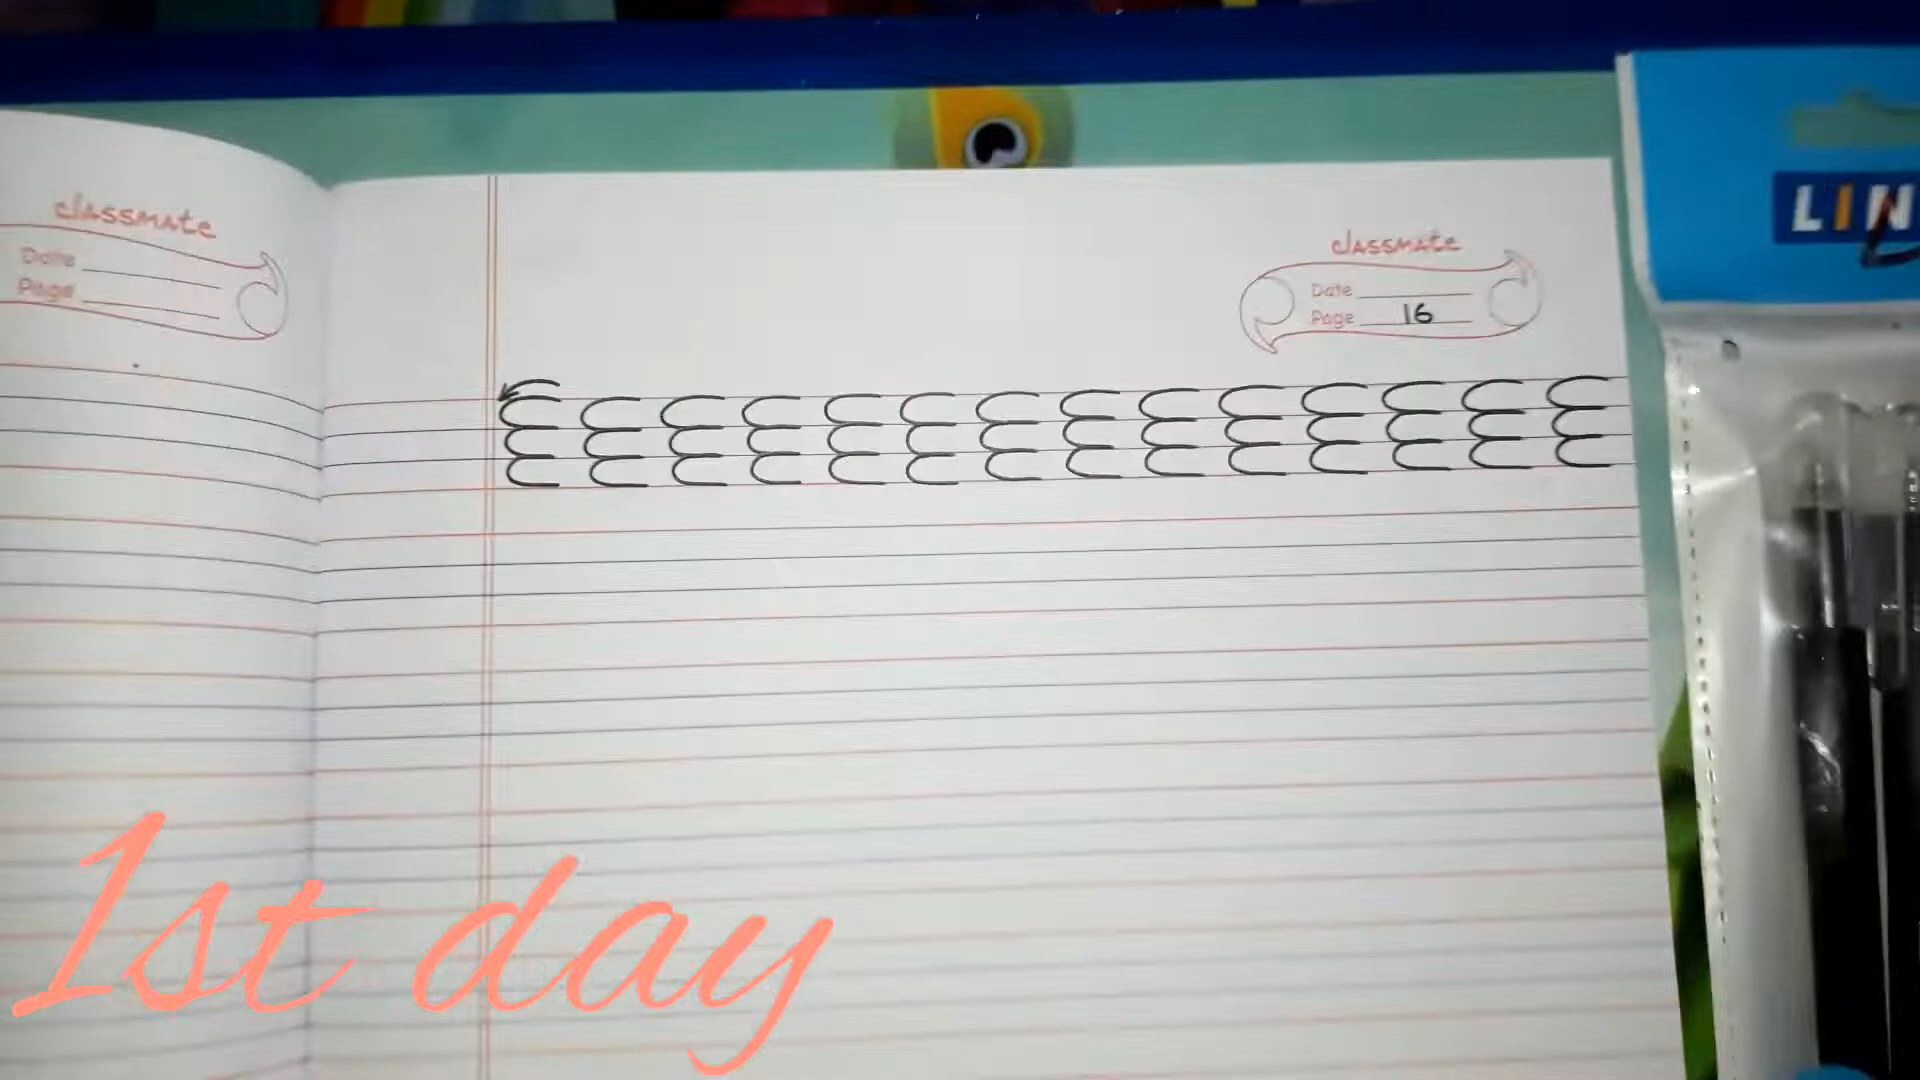 classmate
Date
Page
classmate
Date
Page 16
LIN
1st day